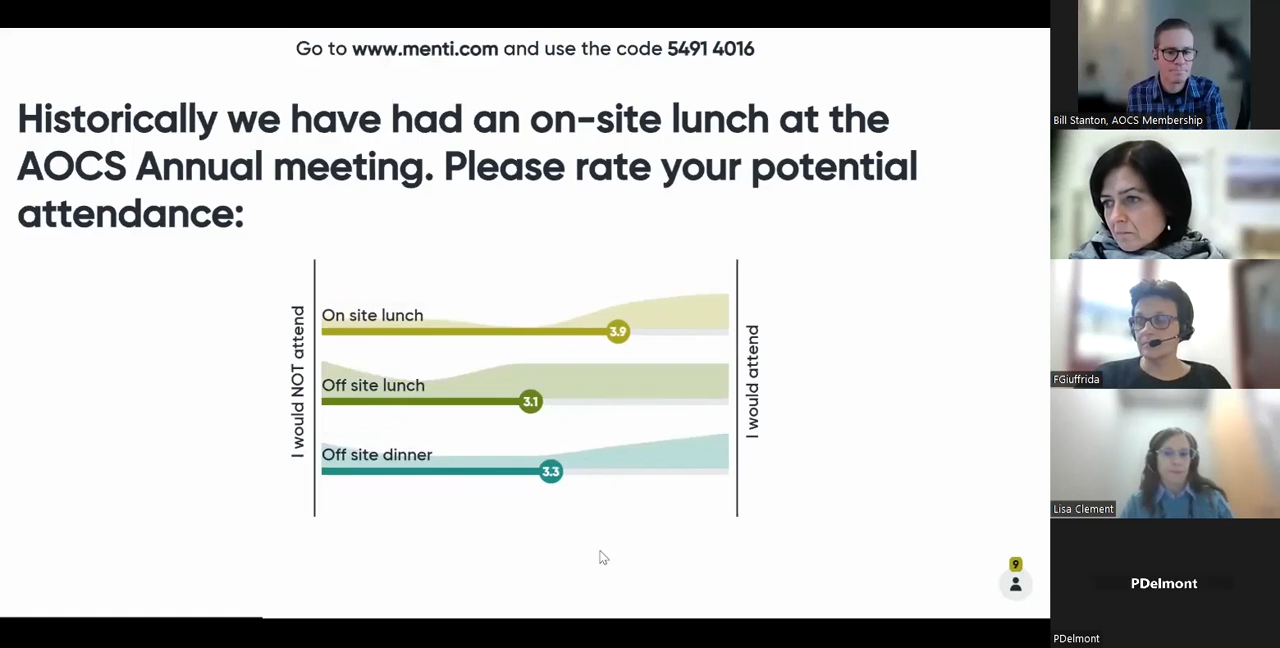 Go to www.menti.com and use the code 5491 4016
Historically we have had an on-site lunch at the
AOCS Annual meeting. Please rate your potential
attendance:
I would NOT attend
On site lunch
3.9
Off site lunch
3.1
Off site dinner
3.3
I would attend
9
Bill Stanton, AOCS Membership
FGiuffrida
Lisa Clement
PDelmont
PDelmont